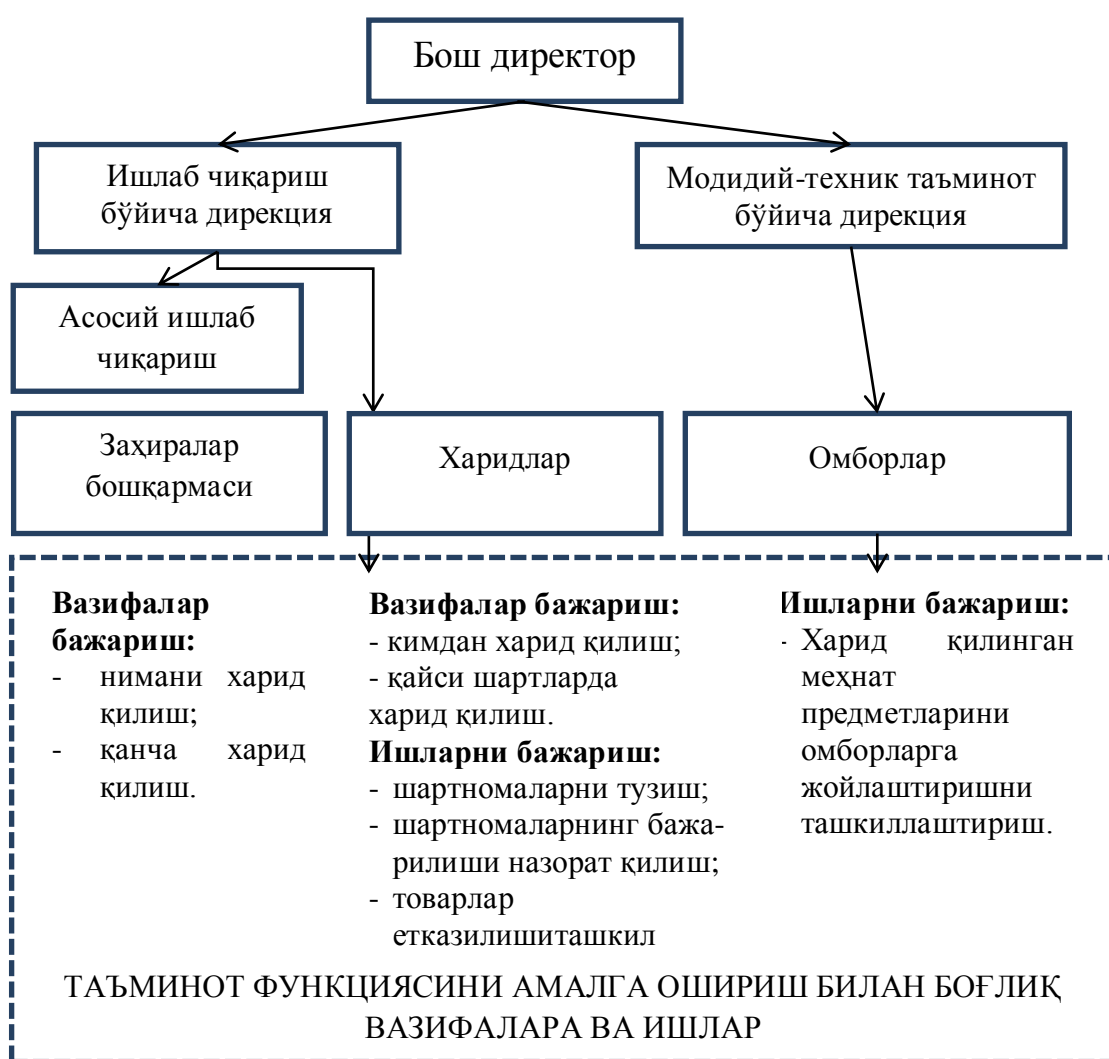 Бош директор
Ишлаб чиқариш
бўйича дирекция
Модидий-техник таъминот
бўйича дирекция
Асосий ишлаб
чиқариш
Заҳиралар
бошқармаси
Харидлар
Омборлар
Вазифалар
бажариш:
- нимани харид
қилиш;
- қанча харид
қилиш.
Вазифалар бажариш:
- кимдан харид қилиш;
- қайси шартларда
харид қилиш.
Ишларни бажариш:
- шартномаларни тузиш;
- шартномаларнинг бажа-
рилиши назорат қилиш;
- товарлар
етказилишиташкил
Ишларни бажариш:
- Харид қилинган
меҳнат
предметларини
омборларга
жойлаштиришни
ташкиллаштириш.
ТАЪМИНОТ ФУНКЦИЯСИНИ АМАЛГА ОШИРИШ БИЛАН БОҒЛИҚ
ВАЗИФАЛАРА ВА ИШЛАР